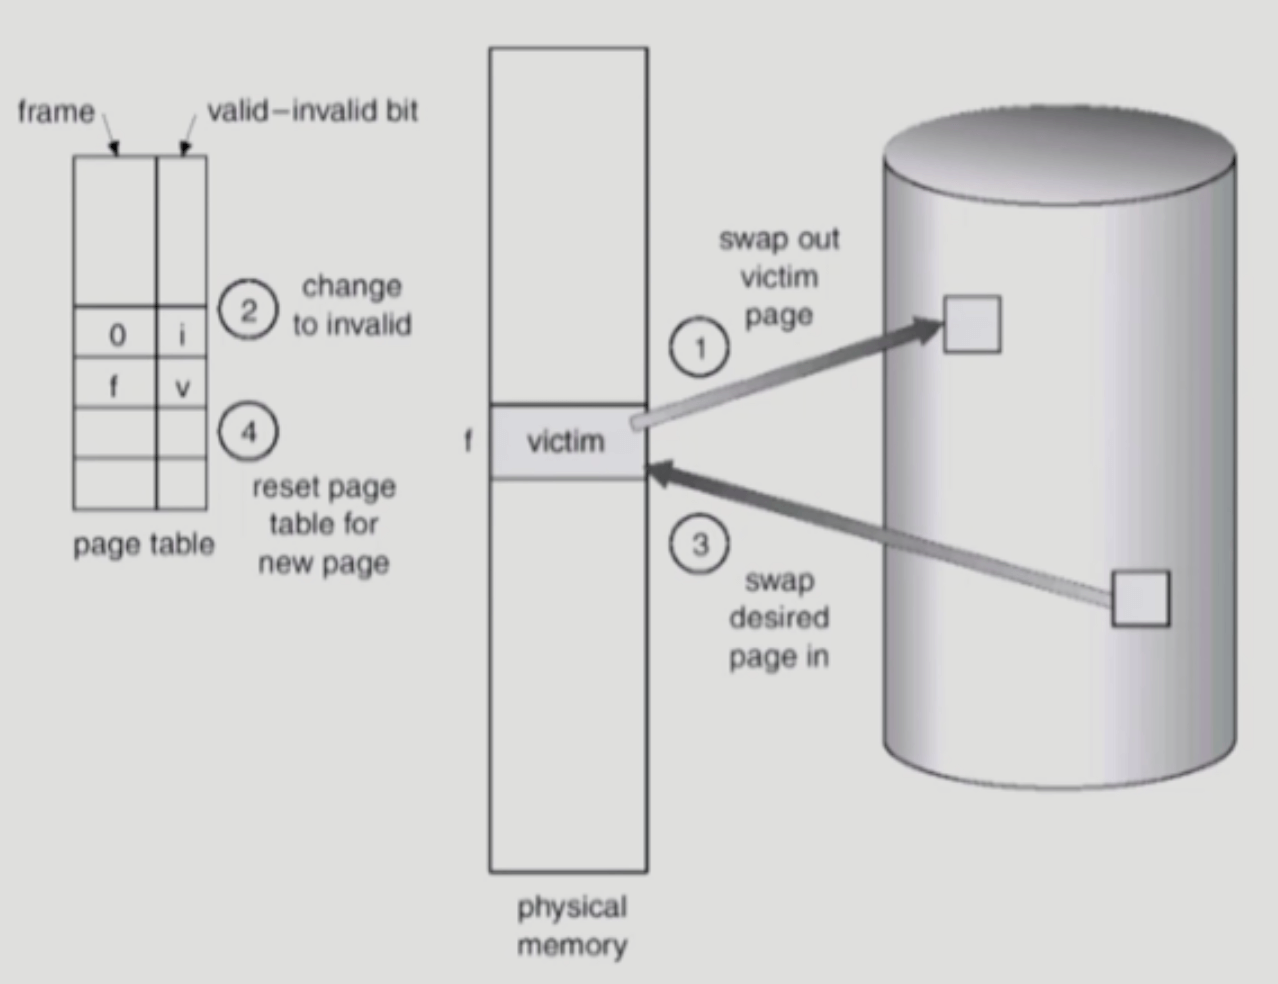 frame
valid–invalid bit
0 i
f v
2
change
to invalid
4
reset page
table for
new page
page table
f
victim
physical
memory
1
swap out
victim
page
3
swap
desired
page in